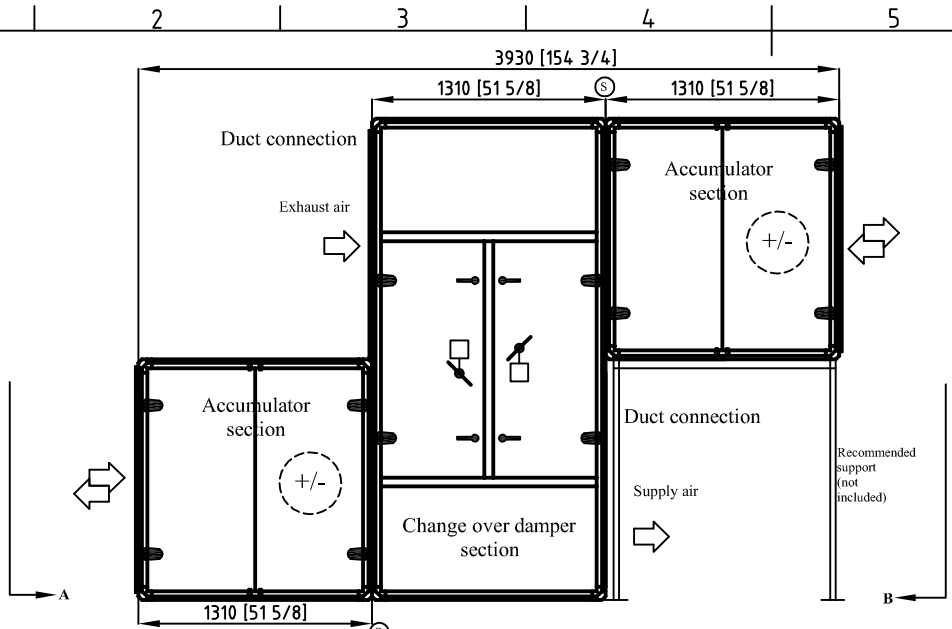 2 3 4 5
3930 [154 3/4]
1310 [51 5/8] S 1310 [51 5/8]
Duct connection
Accumulator
section
Exhaust air
+/-
Accumulator
section
Duct connection
Recommended
support
(not
included)
+/-
Supply air
Change over damper
section
A
B
1310 [51 5/8]
S